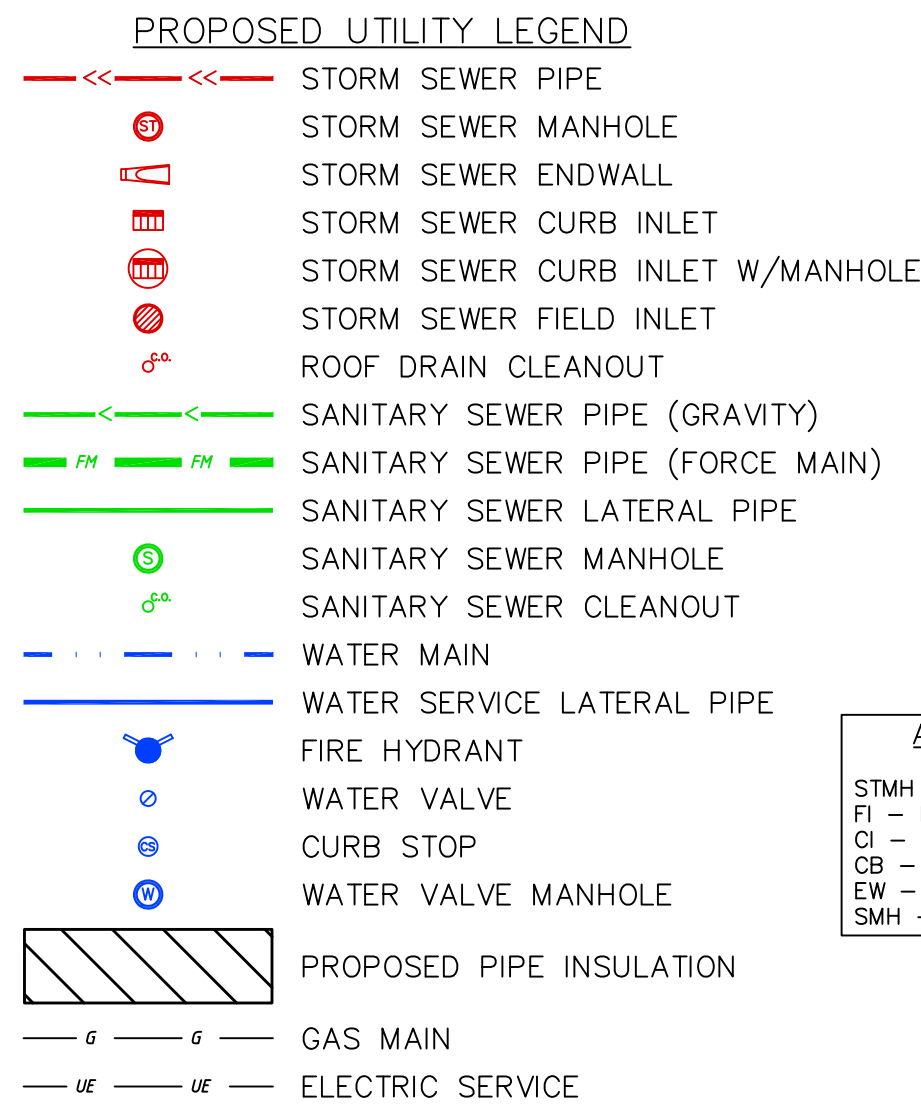 PROPOSED UTILITY LEGEND
<< << STORM SEWER PIPE
ST STORM SEWER MANHOLE
STORM SEWER ENDWALL
STORM SEWER CURB INLET
STORM SEWER CURB INLET W/MANHOLE
STORM SEWER FIELD INLET
C.O. ROOF DRAIN CLEANOUT
< < SANITARY SEWER PIPE (GRAVITY)
FM FM SANITARY SEWER PIPE (FORCE MAIN)
SANITARY SEWER LATERAL PIPE
S SANITARY SEWER MANHOLE
C.O. SANITARY SEWER CLEANOUT
WATER MAIN
WATER SERVICE LATERAL PIPE
FIRE HYDRANT
WATER VALVE
CS CURB STOP
W WATER VALVE MANHOLE
PROPOSED PIPE INSULATION
G G GAS MAIN
UE UE ELECTRIC SERVICE
STMH
FI –
CI –
CB –
EW –
SMH –